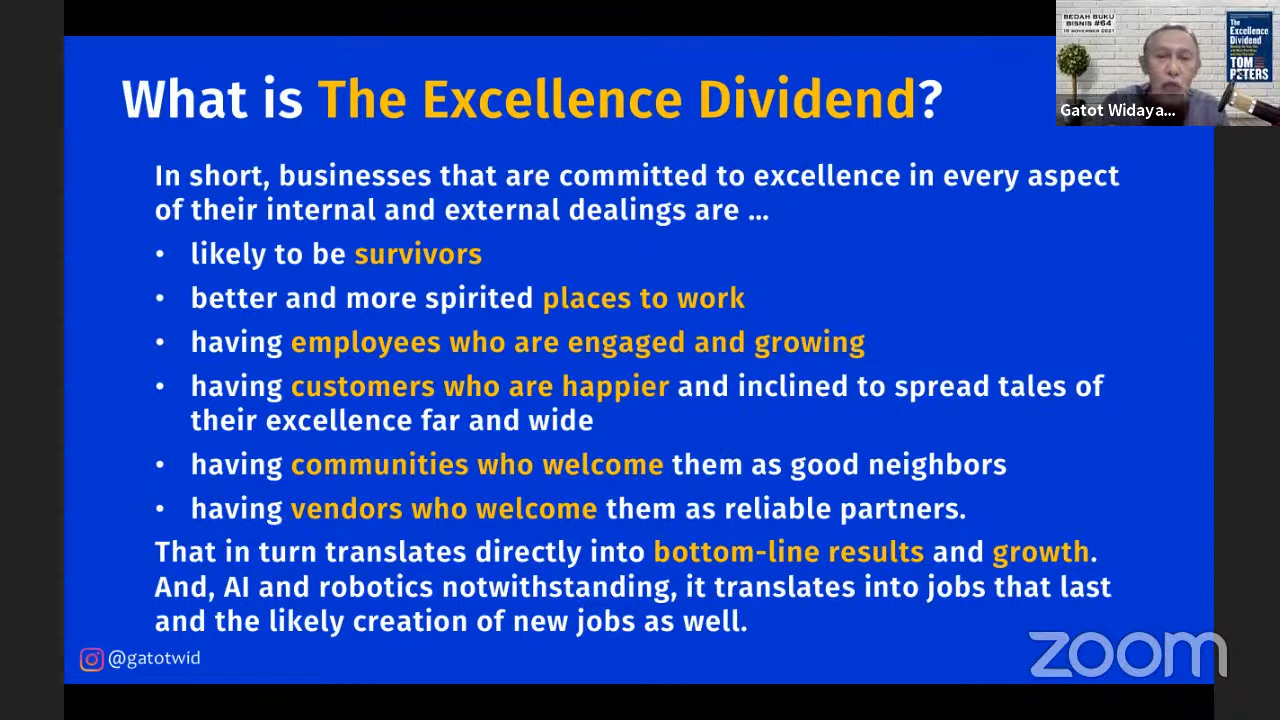 What is The Excellence Dividend?
In short, businesses that are committed to excellence in every aspect
of their internal and external dealings are ...
• likely to be survivors
• better and more spirited places to work
• having employees who are engaged and growing
• having customers who are happier and inclined to spread tales of
their excellence far and wide
• having communities who welcome them as good neighbors
• having vendors who welcome them as reliable partners.
That in turn translates directly into bottom-line results and growth.
And, AI and robotics notwithstanding, it translates into jobs that last
and the likely creation of new jobs as well.
@gatotwid
zoom
BEDAH BUKU
BISNIS #64
19 NOVEMBER 2021
The
Excellence
Dividend
TOM
PETERS
Gatot Widaya...